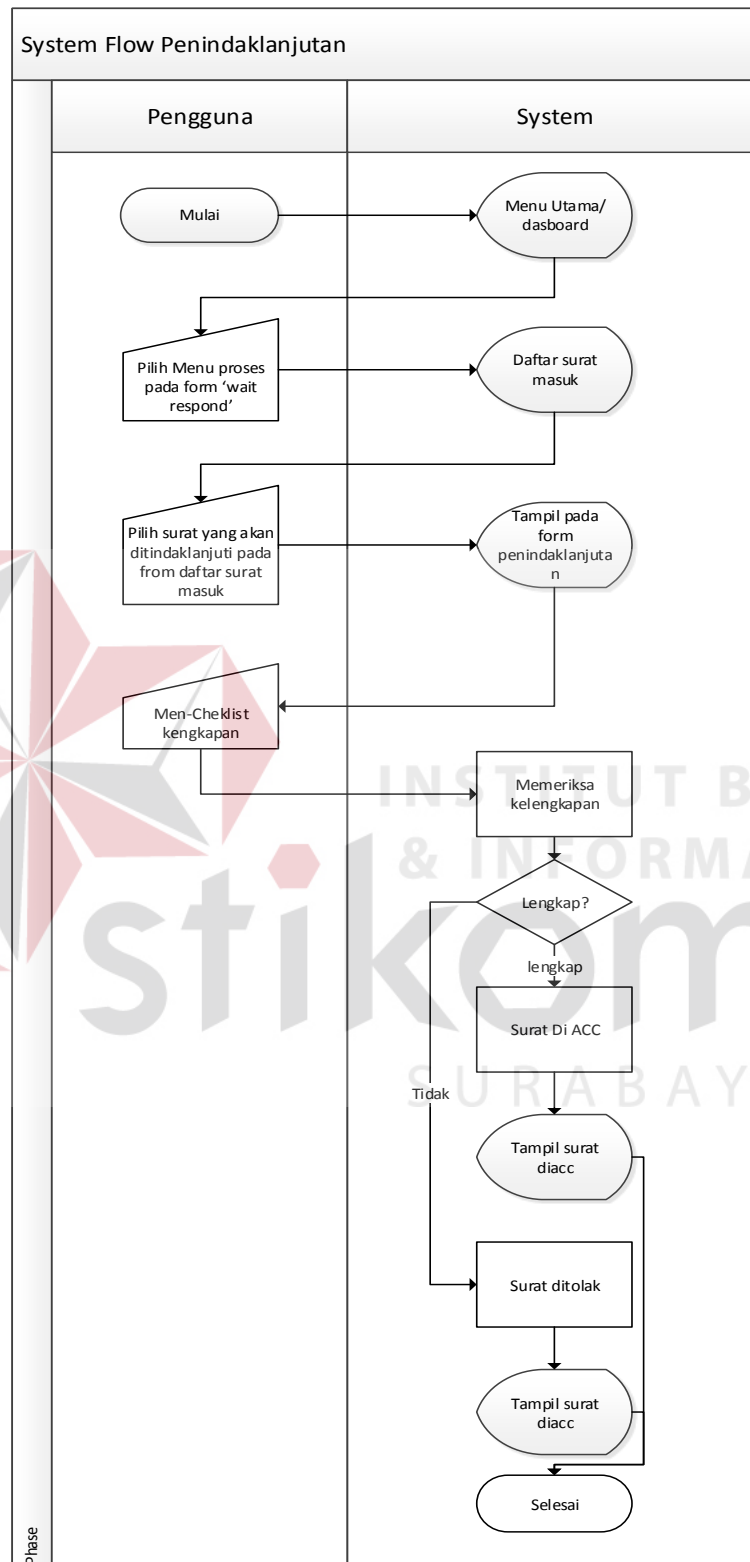 System Flow Penindaklanjutan
Pengguna
System
Mulai
Menu Utama/
dasboard
Pilih Menu proses
pada form ‘wait
respond’
Daftar surat
masuk
Pilih surat yang akan
ditindaklanjuti pada
from daftar surat
masuk
Tampil pada
form
penindaklanjuta
n
Men-Cheklist
kengkapan
Memeriksa
kelengkapan
Lengkap?
lengkap
Surat Di ACC
Tidak
Tampil surat
diacc
Surat ditolak
Tampil surat
diacc
Selesai
Phase
INSTITUT B
& INFORMA
stikom
SURABAY